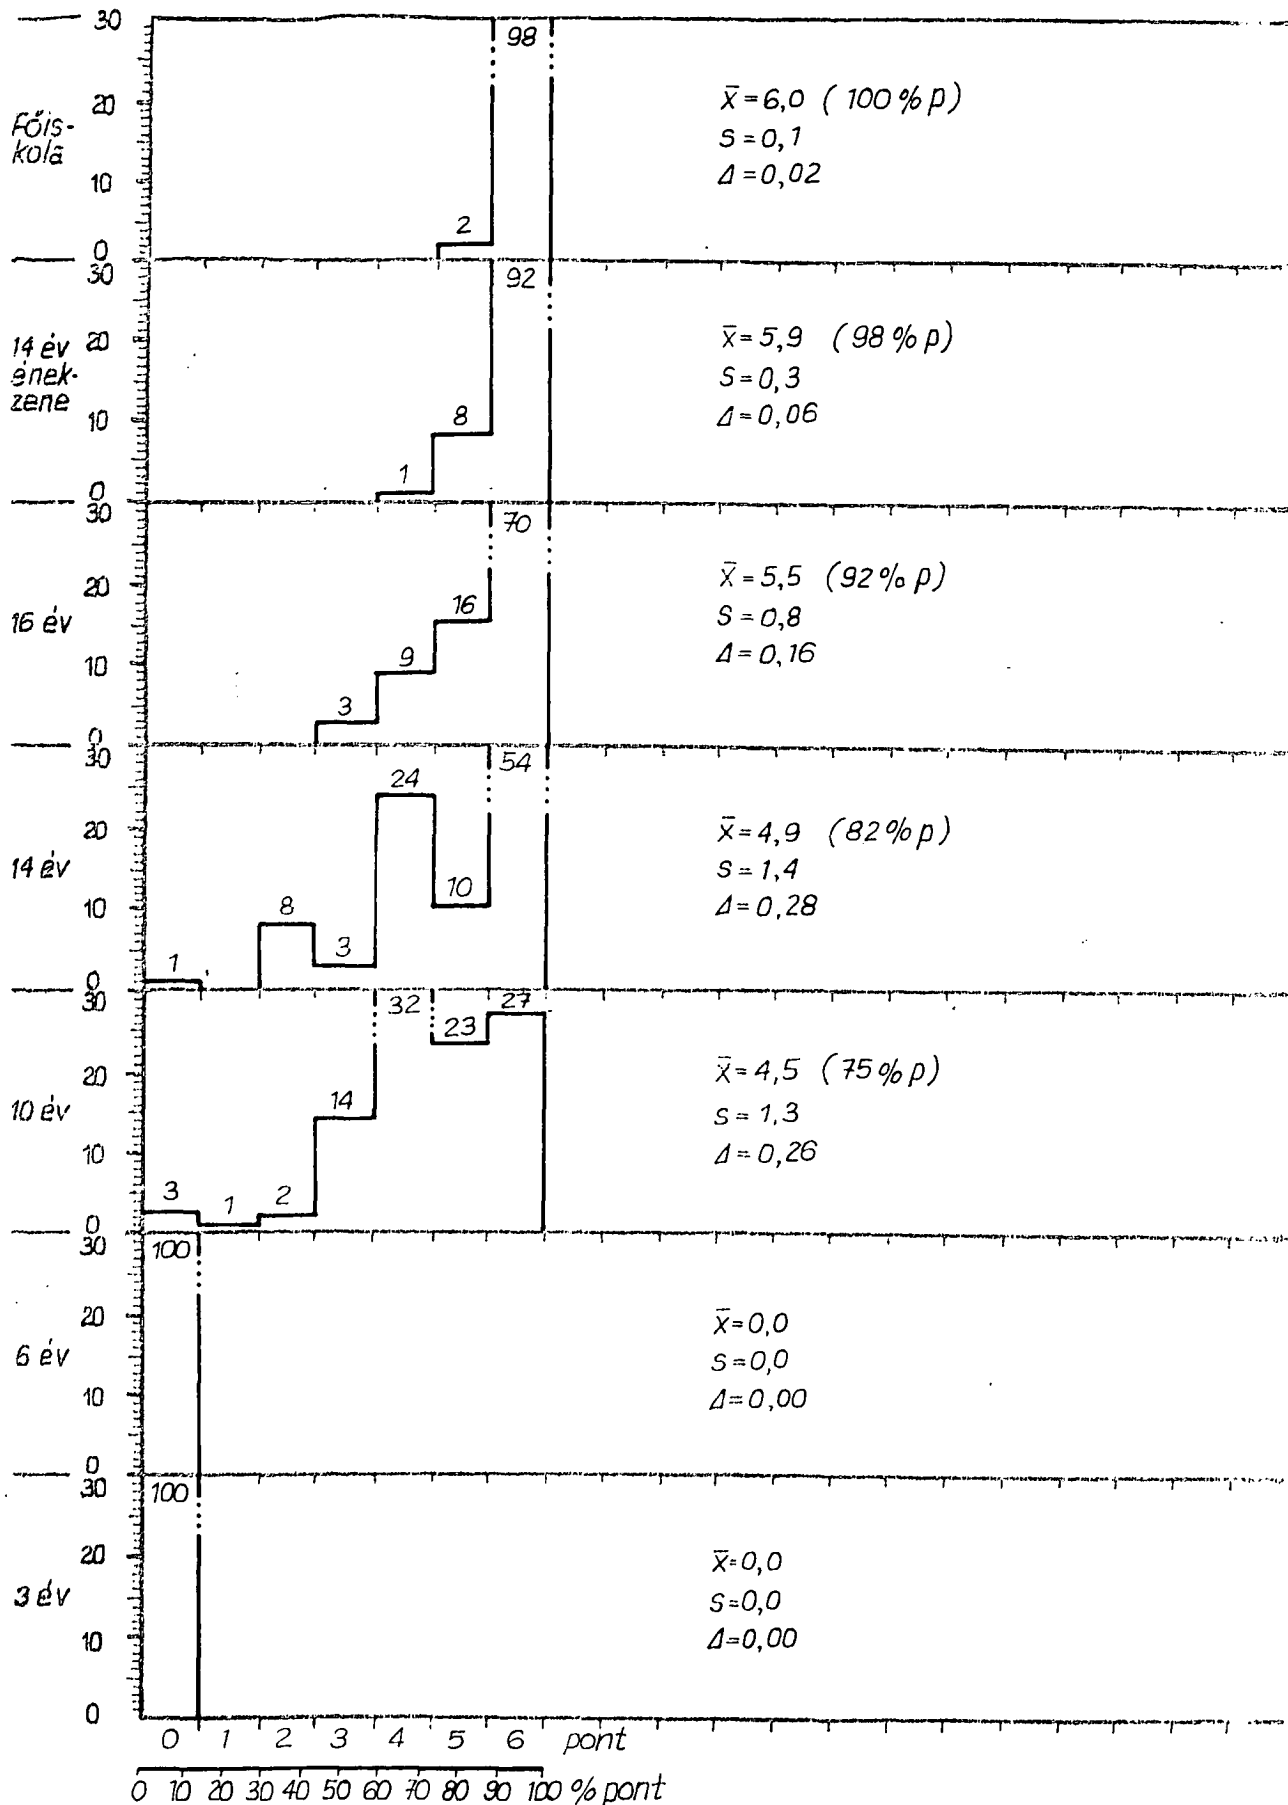 30
98
20
Főis-
kola
10
2
0
x̄=6,0 (100%p)
s=0,1
Δ=0,02
30
92
20
14 év
ének-
zene
10
8
1
0
x̄=5,9 (98%p)
s=0,3
Δ=0,06
30
70
20
16 év
16
10
9
3
0
x̄=5,5 (92%p)
s=0,8
Δ=0,16
30
54
24
20
14 év
10
10
8
3
1
0
x̄=4,9 (82%p)
s=1,4
Δ=0,28
30
32
27
23
20
10 év
14
10
3
1
2
0
x̄=4,5 (75%p)
s=1,3
Δ=0,26
30
100
20
6 év
10
0
x̄=0,0
s=0,0
Δ=0,00
30
100
20
3 év
10
0
x̄=0,0
s=0,0
Δ=0,00
0 1 2 3 4 5 6 pont
0 10 20 30 40 50 60 70 80 90 100 % pont